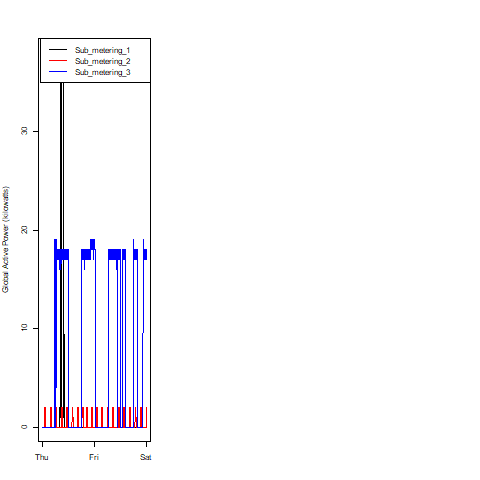 Sub_metering_1
Sub_metering_2
Sub_metering_3
Global Active Power (kilowatts)
30
20
10
0
Thu Fri Sat